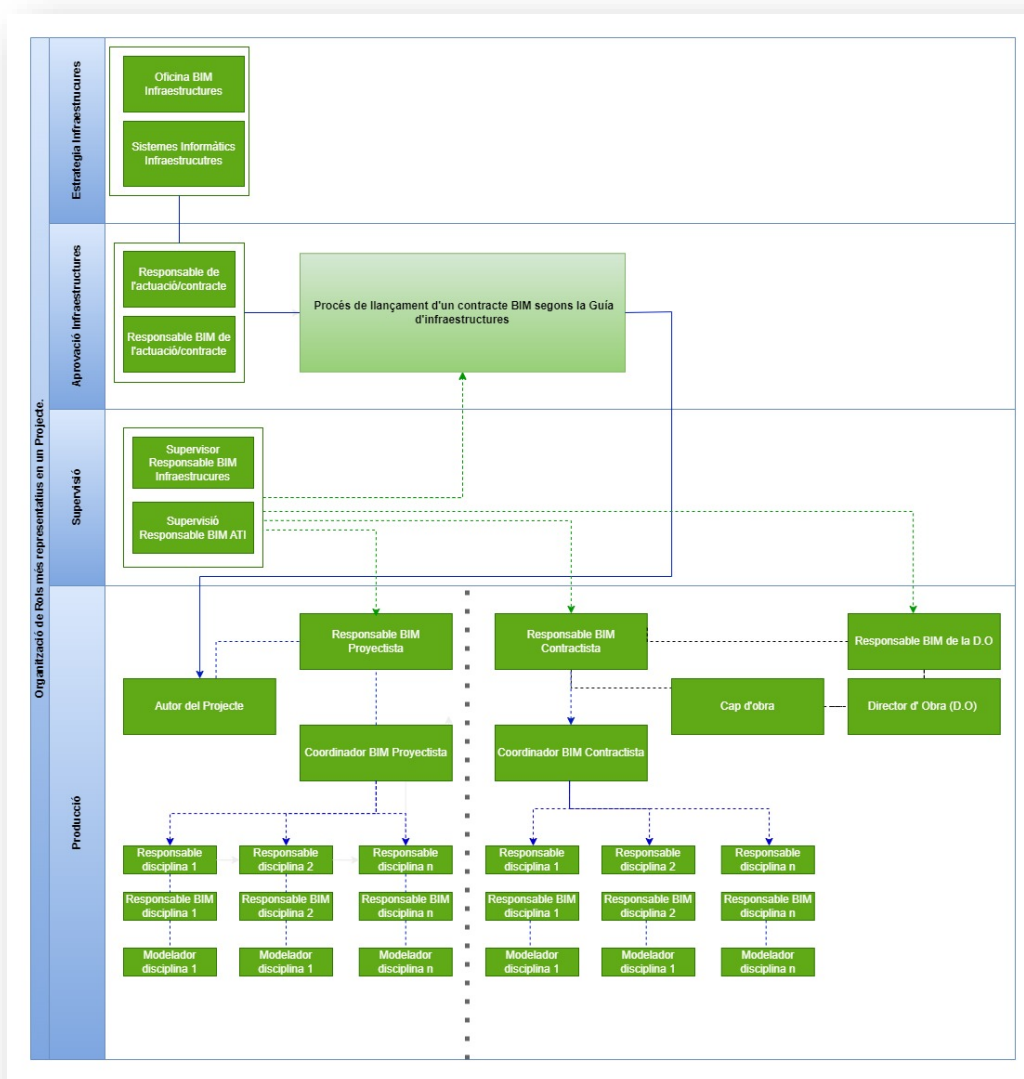 Organització de Rols més representatius en un Projecte.
Estrategia Infraestrucures
Oficina BIM
Infraestructures
Sistemes Informàtics
Infraestrucutres
Aprovació Infraestructures
Responsable de
l'actuació/contracte
Responsable BIM de
l'actuació/contracte
Procés de llançament d'un contracte BIM segons la Guía
d'infraestructures
Supervisió
Supervisor
Responsable BIM
Infraestrucures
Supervisió
Responsable BIM ATI
Producció
Responsable BIM
Proyectista
Responsable BIM
Contractista
Responsable BIM de la D.O
Autor del Projecte
Cap d'obra
Director d' Obra (D.O)
Coordinador BIM Proyectista
Coordinador BIM Contractista
Responsable
disciplina 1
Responsable
disciplina 2
Responsable
disciplina n
Responsable
disciplina 1
Responsable
disciplina 2
Responsable
disciplina n
Responsable BIM
disciplina 1
Responsable BIM
disciplina 2
Responsable BIM
disciplina n
Responsable BIM
disciplina 1
Responsable BIM
disciplina 2
Responsable BIM
disciplina n
Modelador
disciplina 1
Modelador
disciplina 1
Modelador
disciplina n
Modelador
disciplina 1
Modelador
disciplina 1
Modelador
disciplina n